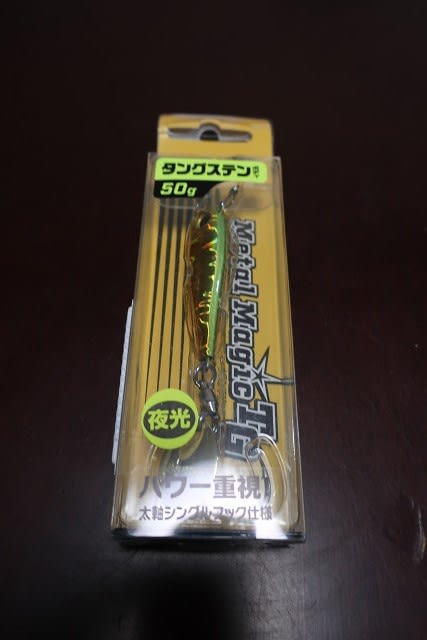 タングステン
50g
Metal Magic TG
夜光
パワー重視!
太軸シングルフック仕様